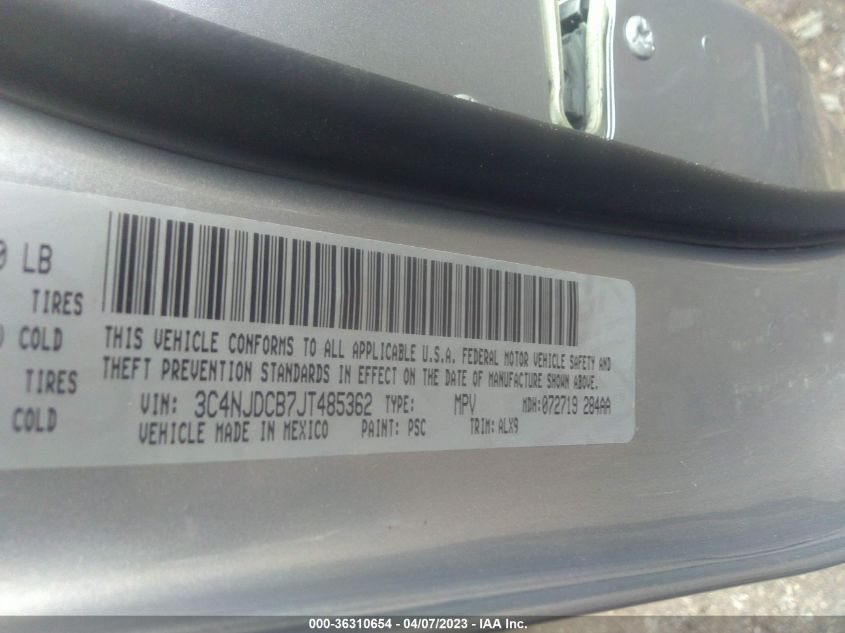 0 LB
TIRES
COLD
TIRES
COLD
THIS VEHICLE CONFORMS TO ALL APPLICABLE U.S.A. FEDERAL MOTOR VEHICLE SAFETY AND
THEFT PREVENTION STANDARDS IN EFFECT ON THE DATE OF MANUFACTURE SHOWN ABOVE.
VIN: 3C4NJDCB7JT485362 TYPE: MPV MDH:072719 284AA
VEHICLE MADE IN MEXICO PAINT: PSC TRIM: ALX9
000-36310654 - 04/07/2023 - IAA Inc.